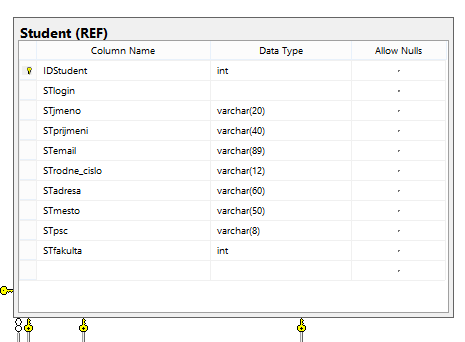 Student (REF)
Column Name Data Type Allow Nulls
IDStudent int
STlogin
STjmeno varchar(20)
STprijmeni varchar(40)
STemail varchar(89)
STrodne_cislo varchar(12)
STadresa varchar(60)
STmesto varchar(50)
STpsc varchar(8)
STfakulta int